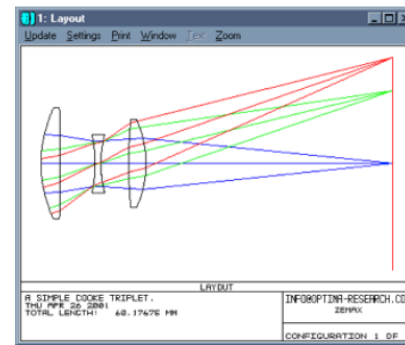 1: Layout
Update Settings Print Window Text Zoom
LAYOUT
A SIMPLE COOKE TRIPLET.
THU APR 26 2001
TOTAL LENGTH: 60.17675 MM
INFO@OPTIMA-RESEARCH.CO
ZEMAX
CONFIGURATION 1 OF